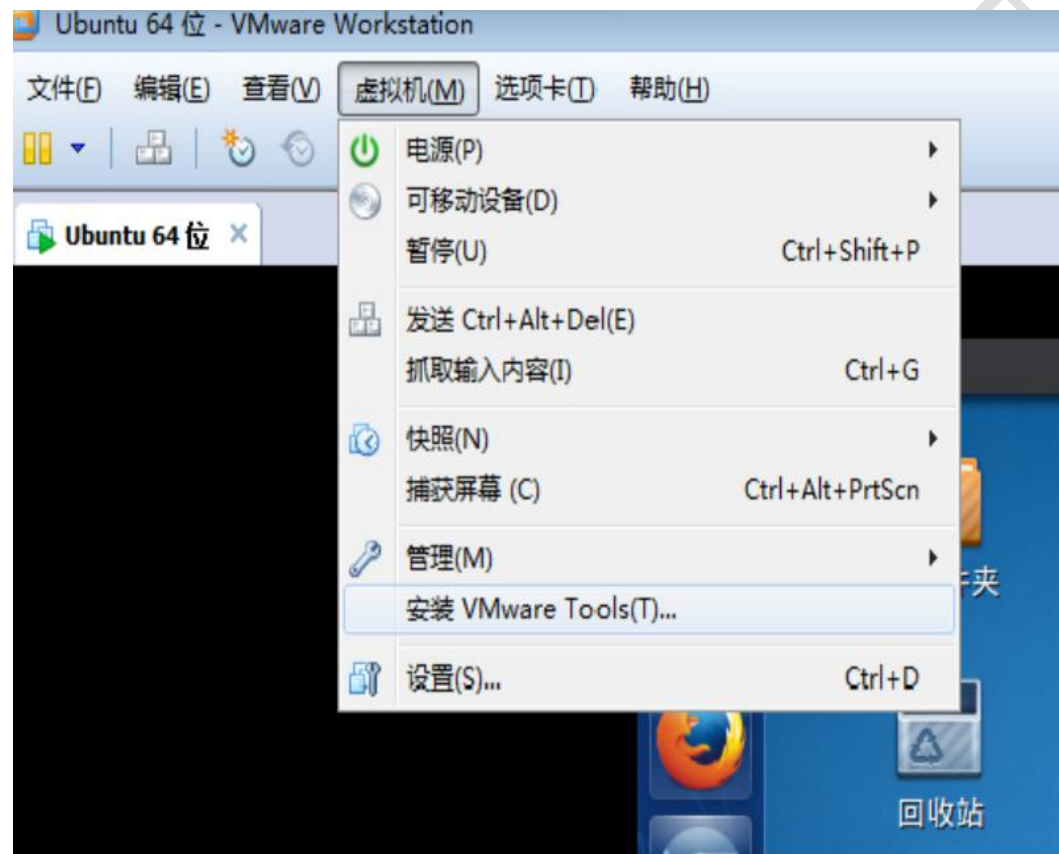 Ubuntu 64 位 - VMware Workstation
文件(F) 编辑(E) 查看(V) 虚拟机(M) 选项卡(T) 帮助(H)
电源(P)
可移动设备(D)
Ubuntu 64 位
暂停(U) Ctrl+Shift+P
发送 Ctrl+Alt+Del(E)
抓取输入内容(I) Ctrl+G
快照(N)
捕获屏幕 (C) Ctrl+Alt+PrtScn
管理(M)
夹
安装 VMware Tools(T)...
设置(S)... Ctrl+D
回收站